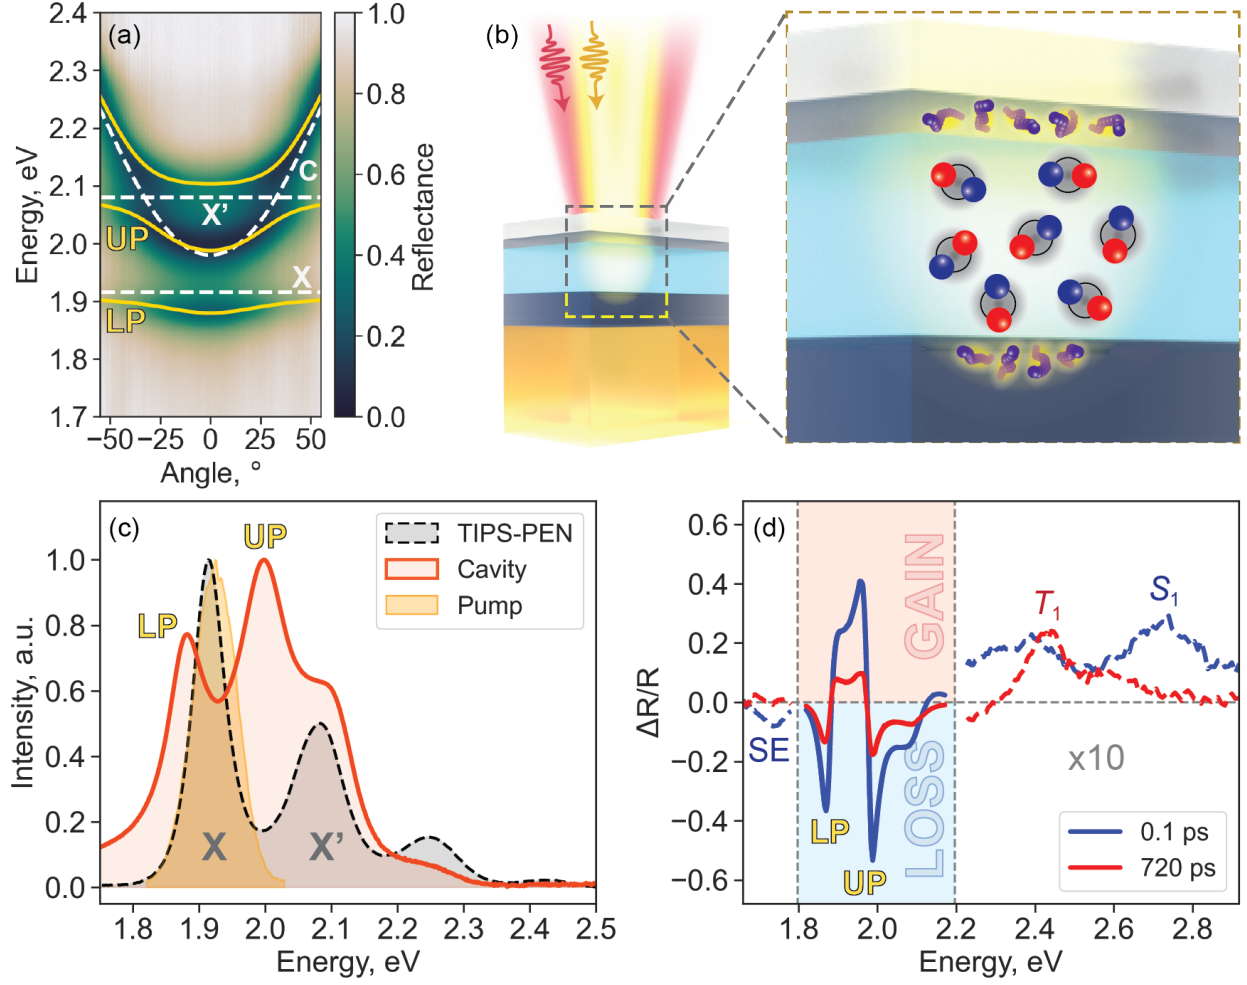 (a)
2.4
2.3
2.2
2.1
2.0
1.9
1.8
1.7
Energy, eV
C
X’
UP
X
LP
−50
−25
0
25
50
Angle, °
1.0
0.8
0.6
0.4
0.2
0.0
Reflectance
(b)
(c)
UP
LP
TIPS-PEN
Cavity
Pump
X
X’
1.0
0.8
0.6
0.4
0.2
0.0
Intensity, a.u.
1.8
1.9
2.0
2.1
2.2
2.3
2.4
2.5
Energy, eV
(d)
0.6
0.4
0.2
0.0
−0.2
−0.4
−0.6
ΔR/R
GAIN
LOSS
T1
S1
SE
LP
UP
x10
0.1 ps
720 ps
1.8
2.0
2.2
2.4
2.6
2.8
Energy, eV